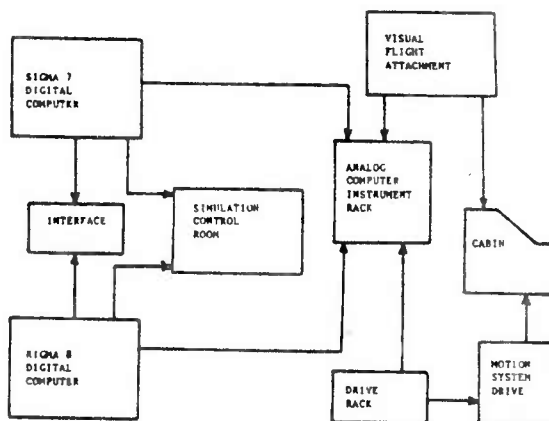 VISUAL
FLIGHT
ATTACHMENT
SIGMA 7
DIGITAL
COMPUTER
ANALOG
COMPUTER
INSTRUMENT
RACK
SIMULATION
CONTROL
ROOM
INTERFACE
CABIN
SIGMA 8
DIGITAL
COMPUTER
DRIVE
RACK
MOTION
SYSTEM
DRIVE